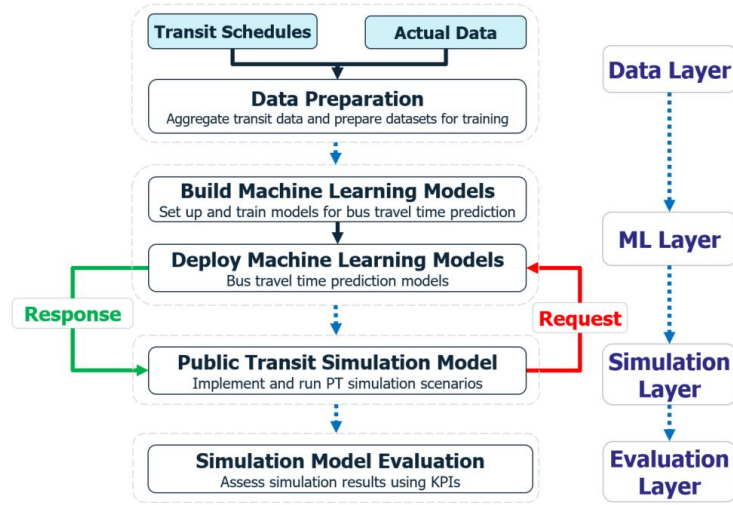 Transit Schedules
Actual Data
Data Preparation
Aggregate transit data and prepare datasets for training
Build Machine Learning Models
Set up and train models for bus travel time prediction
Deploy Machine Learning Models
Bus travel time prediction models
Response
Request
Public Transit Simulation Model
Implement and run PT simulation scenarios
Simulation Model Evaluation
Assess simulation results using KPIs
Data Layer
ML Layer
Simulation
Layer
Evaluation
Layer